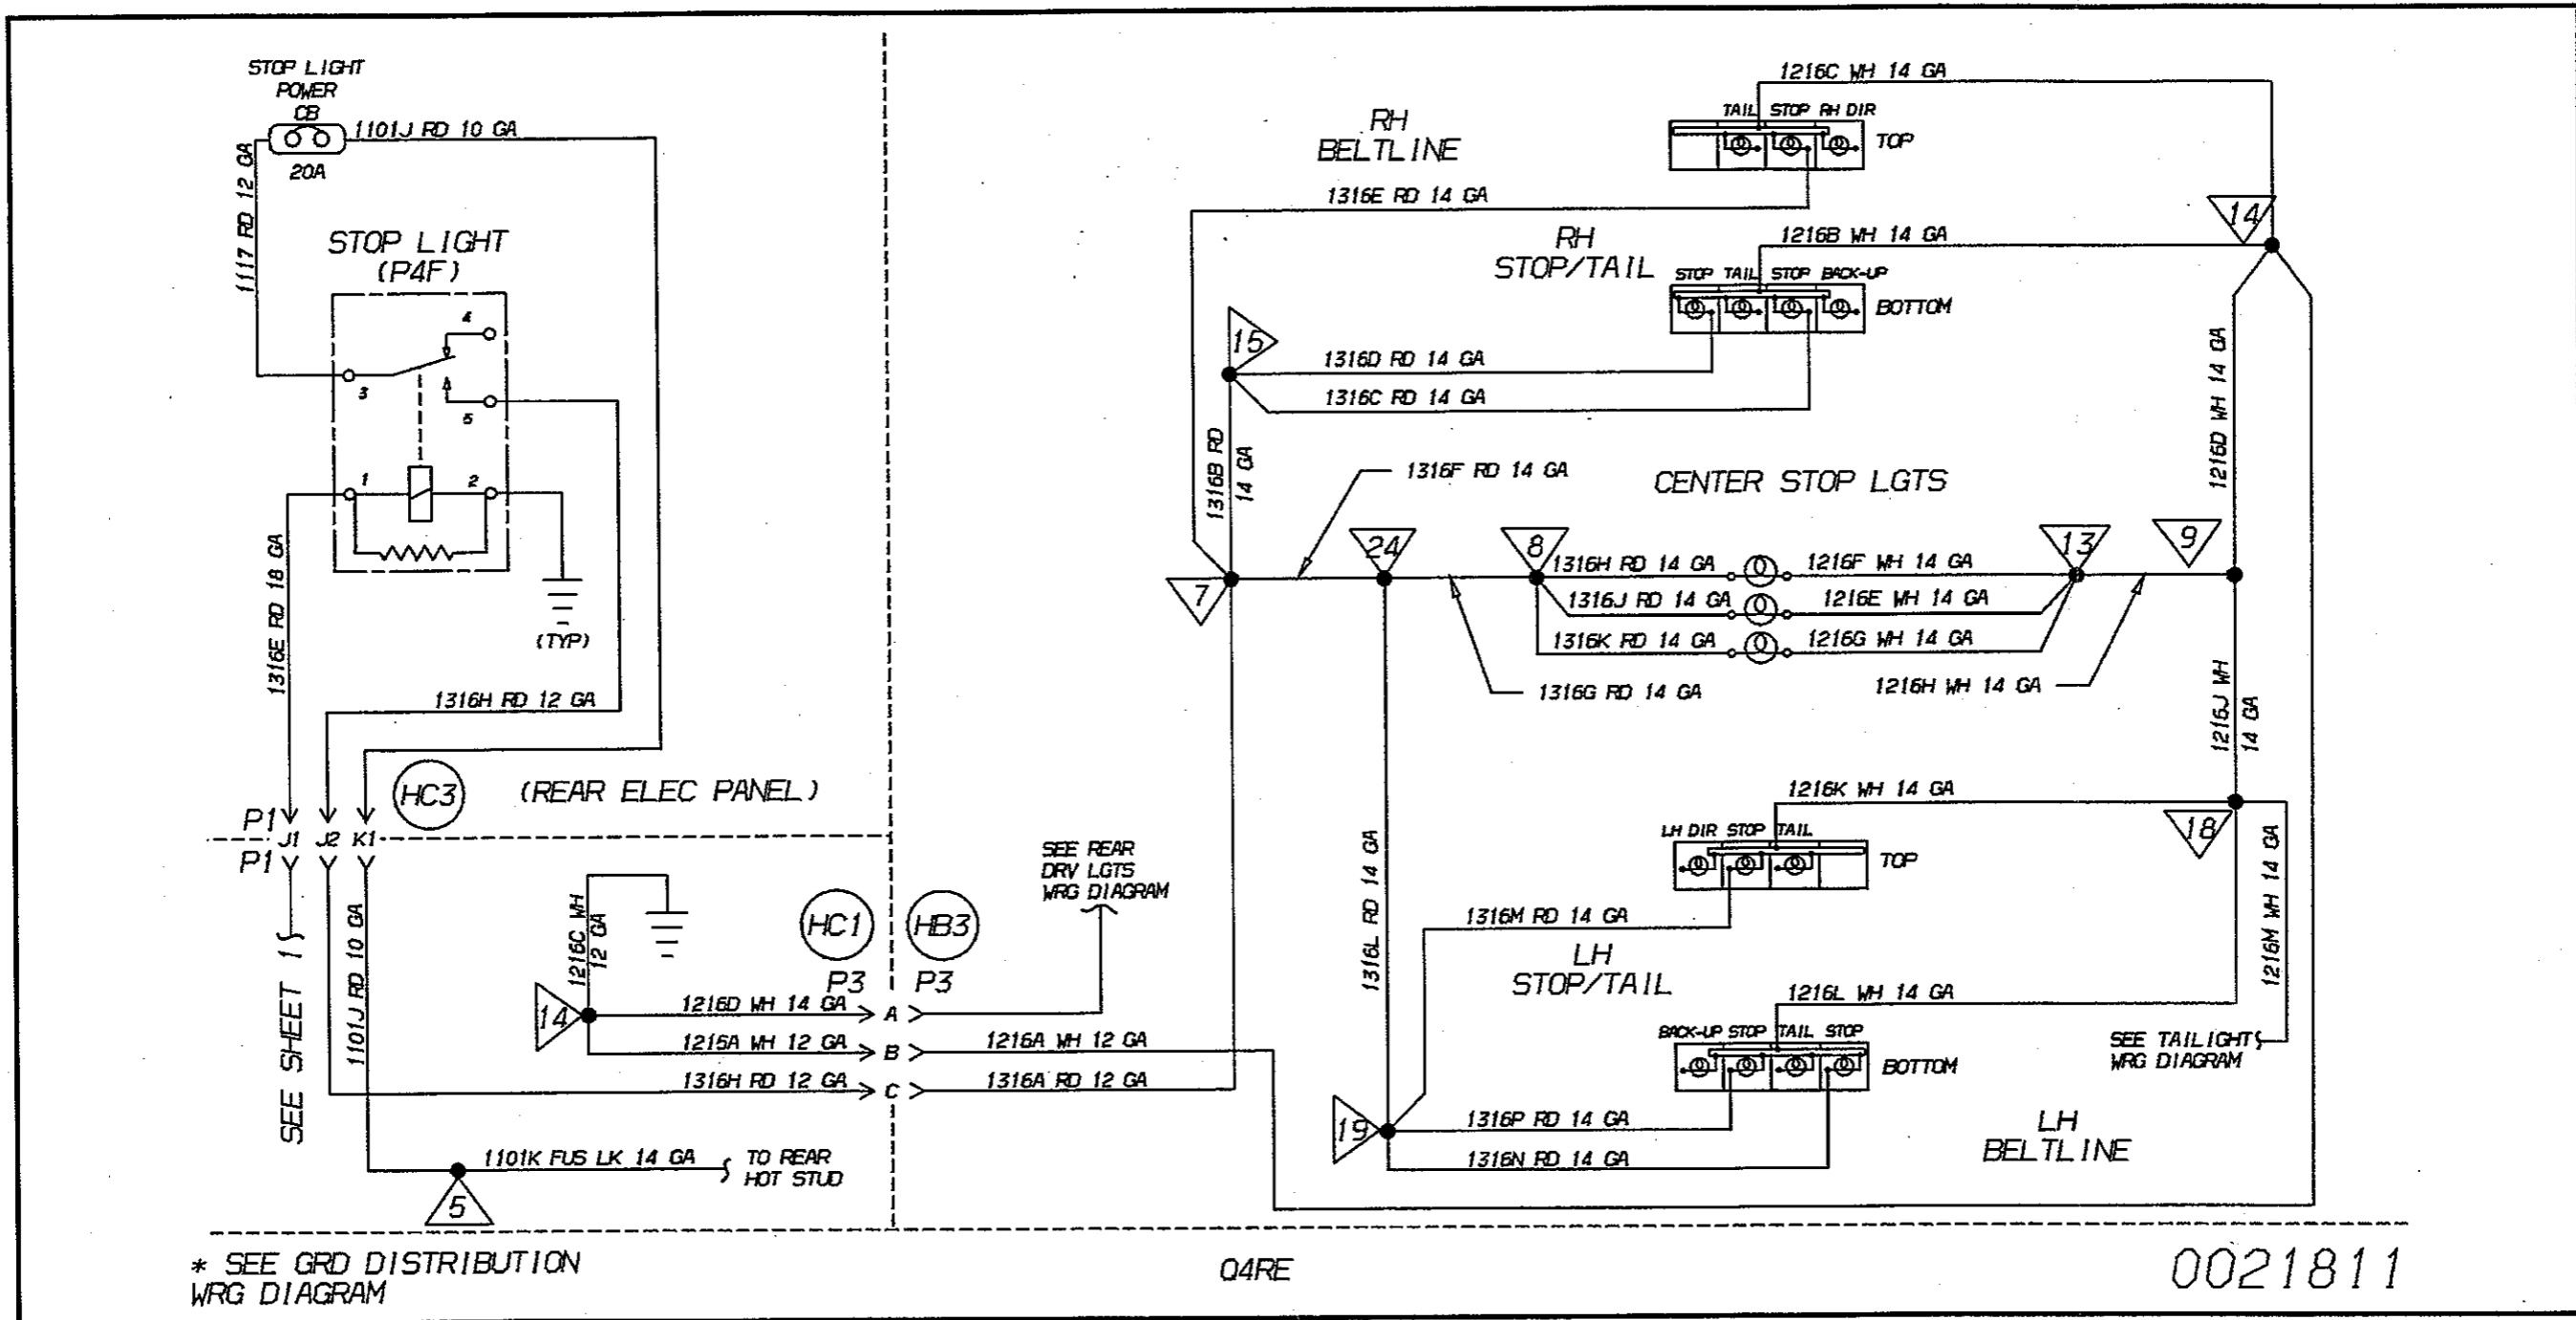 STOP LIGHT
POWER
CB
1101J RD 10 GA
20A
1117 RD 12 GA
STOP LIGHT
(P4F)
4
3
5
1
2
(TYP)
1316E RD 18 GA
1316H RD 12 GA
HC3
(REAR ELEC PANEL)
P1
J1 J2 K1
P1
SEE SHEET 1
1101J RD 10 GA
1216C WH
12 GA
14
HC1
HB3
P3
P3
SEE REAR
DRV LGTS
WRG DIAGRAM
1216D WH 14 GA
A
1216A WH 12 GA
B
1216A WH 12 GA
1316H RD 12 GA
C
1316A RD 12 GA
1101K FUS LK 14 GA
TO REAR
HOT STUD
5
RH
BELTLINE
1216C WH 14 GA
TAIL STOP RH DIR
TOP
1316E RD 14 GA
14
RH
STOP/TAIL
1216B WH 14 GA
STOP TAIL STOP BACK-UP
BOTTOM
15
1316D RD 14 GA
1316C RD 14 GA
1316B RD
14 GA
1216D WH 14 GA
1316F RD 14 GA
CENTER STOP LGTS
7
24
8
13
9
1316H RD 14 GA
1216F WH 14 GA
1316J RD 14 GA
1216E WH 14 GA
1316K RD 14 GA
1216G WH 14 GA
1316G RD 14 GA
1216H WH 14 GA
1216J WH
14 GA
1216K WH 14 GA
LH DIR STOP TAIL
TOP
18
1316L RD 14 GA
1316M RD 14 GA
1216M WH 14 GA
LH
STOP/TAIL
1216L WH 14 GA
BACK-UP STOP TAIL STOP
BOTTOM
SEE TAILIGHT
WRG DIAGRAM
19
1316P RD 14 GA
1316N RD 14 GA
LH
BELTLINE
* SEE GRD DISTRIBUTION
WRG DIAGRAM
Q4RE
0021811